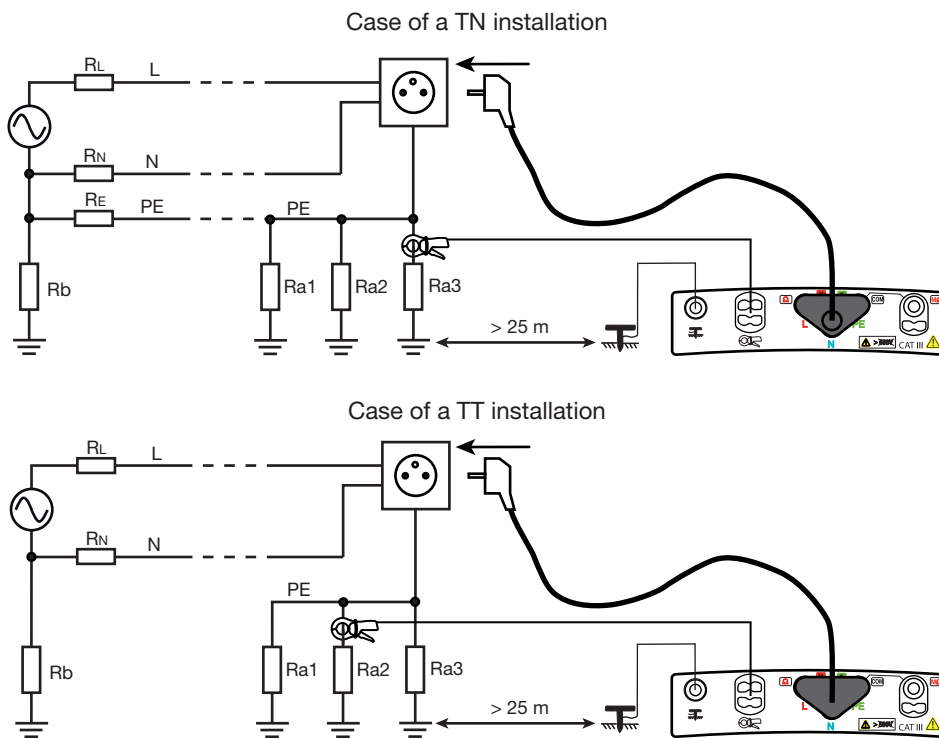 Case of a TN installation
RL
L
RN
N
RE
PE
PE
Rb
Ra1
Ra2
Ra3
> 25 m
COM
L
PE
N
CAT III
Case of a TT installation
RL
L
RN
N
PE
Rb
Ra1
Ra2
Ra3
> 25 m
COM
L
PE
N
CAT III